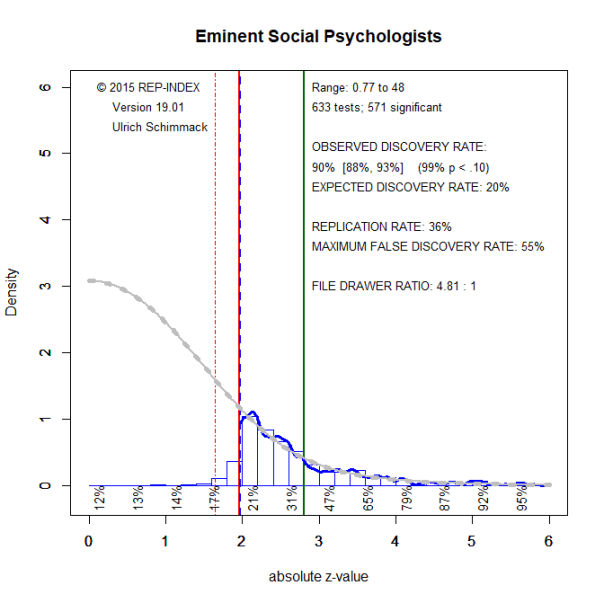 Eminent Social Psychologists
© 2015 REP-INDEX
Version 19.01
Ulrich Schimmack
Range: 0.77 to 48
633 tests; 571 significant
OBSERVED DISCOVERY RATE:
90% [88%, 93%] (99% p < .10)
EXPECTED DISCOVERY RATE: 20%
REPLICATION RATE: 36%
MAXIMUM FALSE DISCOVERY RATE: 55%
FILE DRAWER RATIO: 4.81 : 1
Density
6
5
4
3
2
1
0
12% 13% 14% 17% 21% 31% 47% 65% 79% 87% 92% 95%
0 1 2 3 4 5 6
absolute z-value